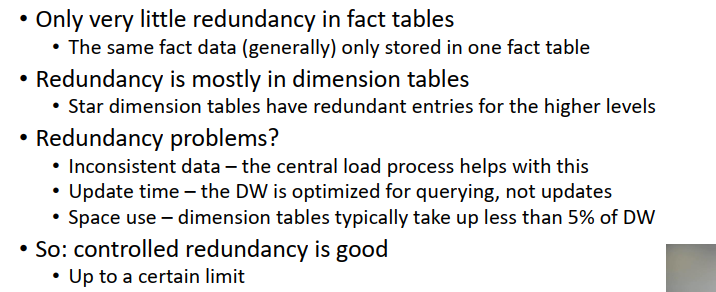 • Only very little redundancy in fact tables
• The same fact data (generally) only stored in one fact table
• Redundancy is mostly in dimension tables
• Star dimension tables have redundant entries for the higher levels
• Redundancy problems?
• Inconsistent data – the central load process helps with this
• Update time – the DW is optimized for querying, not updates
• Space use – dimension tables typically take up less than 5% of DW
• So: controlled redundancy is good
• Up to a certain limit